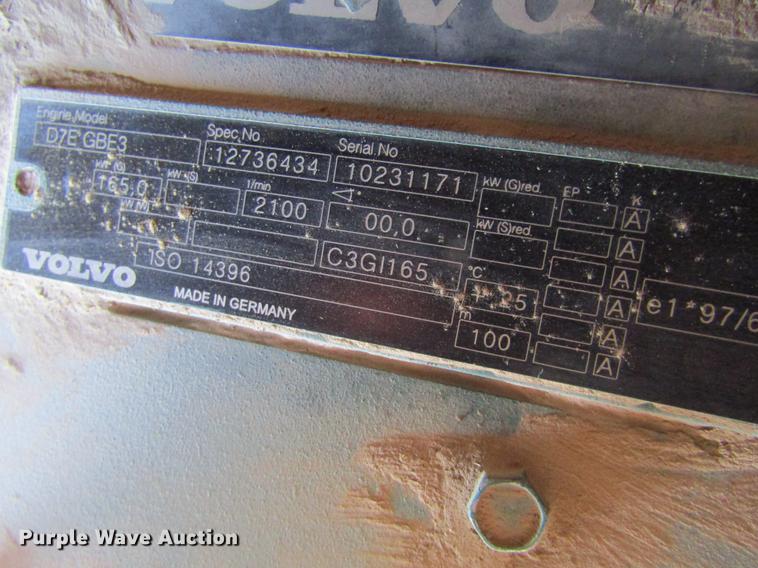 VOLVO
Engine Model Spec.No Serial.No
D7E GBE3 12736434 10231171
kW (G) kW (S) 1/min kW (G)red. EP K
165.0 2100 00.0 A
kW (N) kW (S)red. A
C3GI165 A
VOLVO ISO 14396 °C + 25 A e1*97/6
MADE IN GERMANY m 100 A
A
Purple Wave Auction